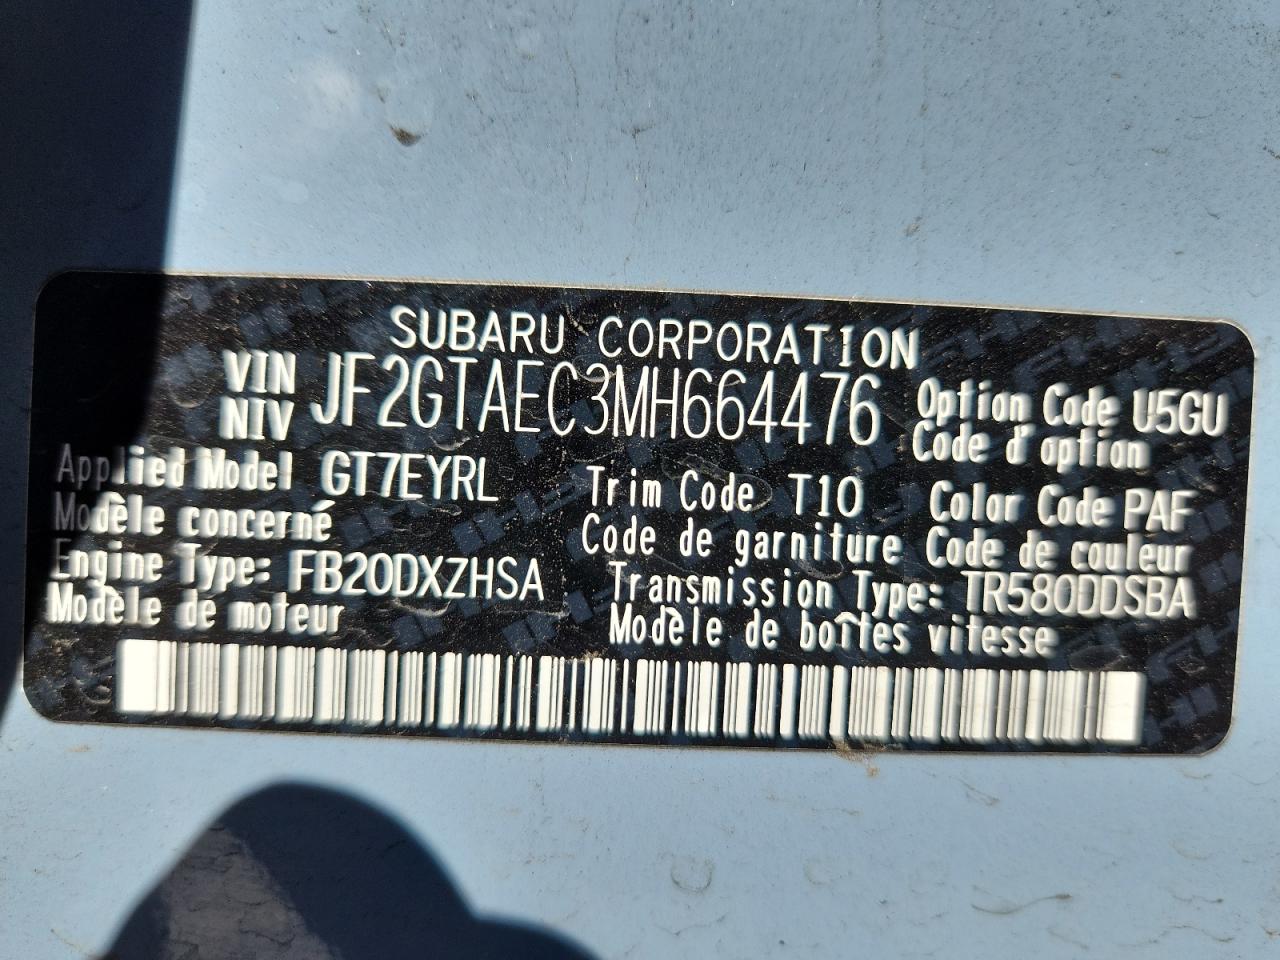 SUBARU CORPORATION
VIN JF2GTAEC3MH664476 Option Code U5GU
NIV Code d'option
Applied Model GT7EYRL Trim Code T10 Color Code PAF
Modèle concerné Code de garniture Code de couleur
Engine Type: FB20DXZHSA Transmission Type: TR580DDSBA
Modèle de moteur Modèle de boîtes vitesse